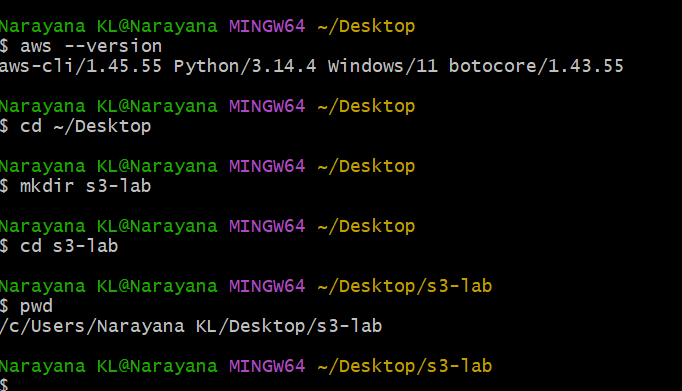 Narayana KL@Narayana MINGW64 ~/Desktop
$ aws --version
aws-cli/1.45.55 Python/3.14.4 Windows/11 botocore/1.43.55
Narayana KL@Narayana MINGW64 ~/Desktop
$ cd ~/Desktop
Narayana KL@Narayana MINGW64 ~/Desktop
$ mkdir s3-lab
Narayana KL@Narayana MINGW64 ~/Desktop
$ cd s3-lab
Narayana KL@Narayana MINGW64 ~/Desktop/s3-lab
$ pwd
/c/Users/Narayana KL/Desktop/s3-lab
Narayana KL@Narayana MINGW64 ~/Desktop/s3-lab
$